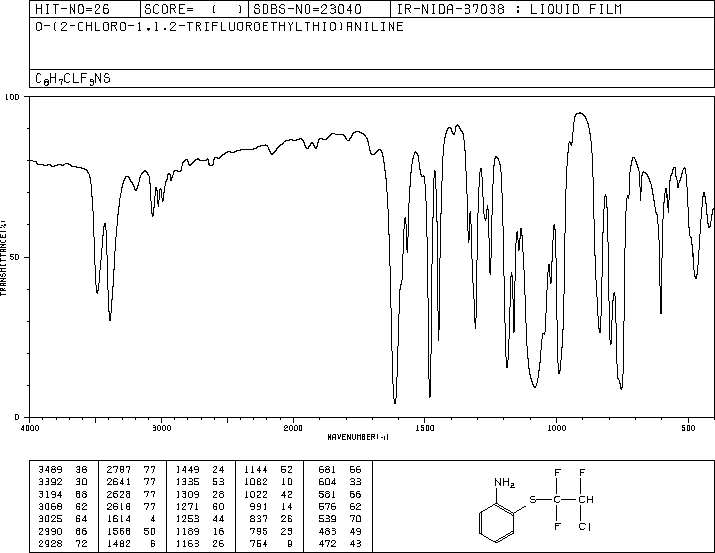 HIT-NO=26 SCORE= ( ) SDBS-NO=23040 IR-NIDA-37038 : LIQUID FILM
O-(2-CHLORO-1,1,2-TRIFLUOROETHYLTHIO)ANILINE
C8H7CLF3NS
100
50
0
TRANSMITTANCE(%)
4000 3000 2000 1500 1000 500
WAVENUMBER(-1)
3489 36 2787 77 1449 24 1144 52 681 66
3392 30 2641 77 1335 53 1082 10 604 33
3194 88 2628 77 1309 28 1022 42 581 66
3068 62 2618 77 1271 60 991 14 576 62
3025 64 1614 4 1253 44 837 26 539 70
2990 66 1568 50 1189 16 795 23 483 49
2928 72 1482 6 1163 26 754 9 472 43
NH2
F F
S C CH
F Cl